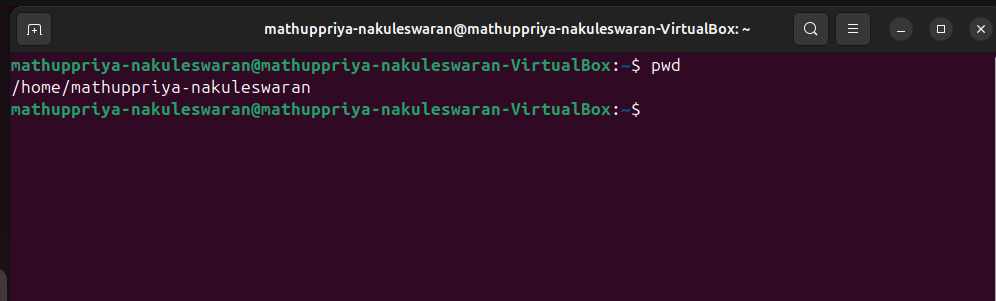 mathuppriya-nakuleswaran@mathuppriya-nakuleswaran-VirtualBox: ~
mathuppriya-nakuleswaran@mathuppriya-nakuleswaran-VirtualBox:~$ pwd
/home/mathuppriya-nakuleswaran
mathuppriya-nakuleswaran@mathuppriya-nakuleswaran-VirtualBox:~$